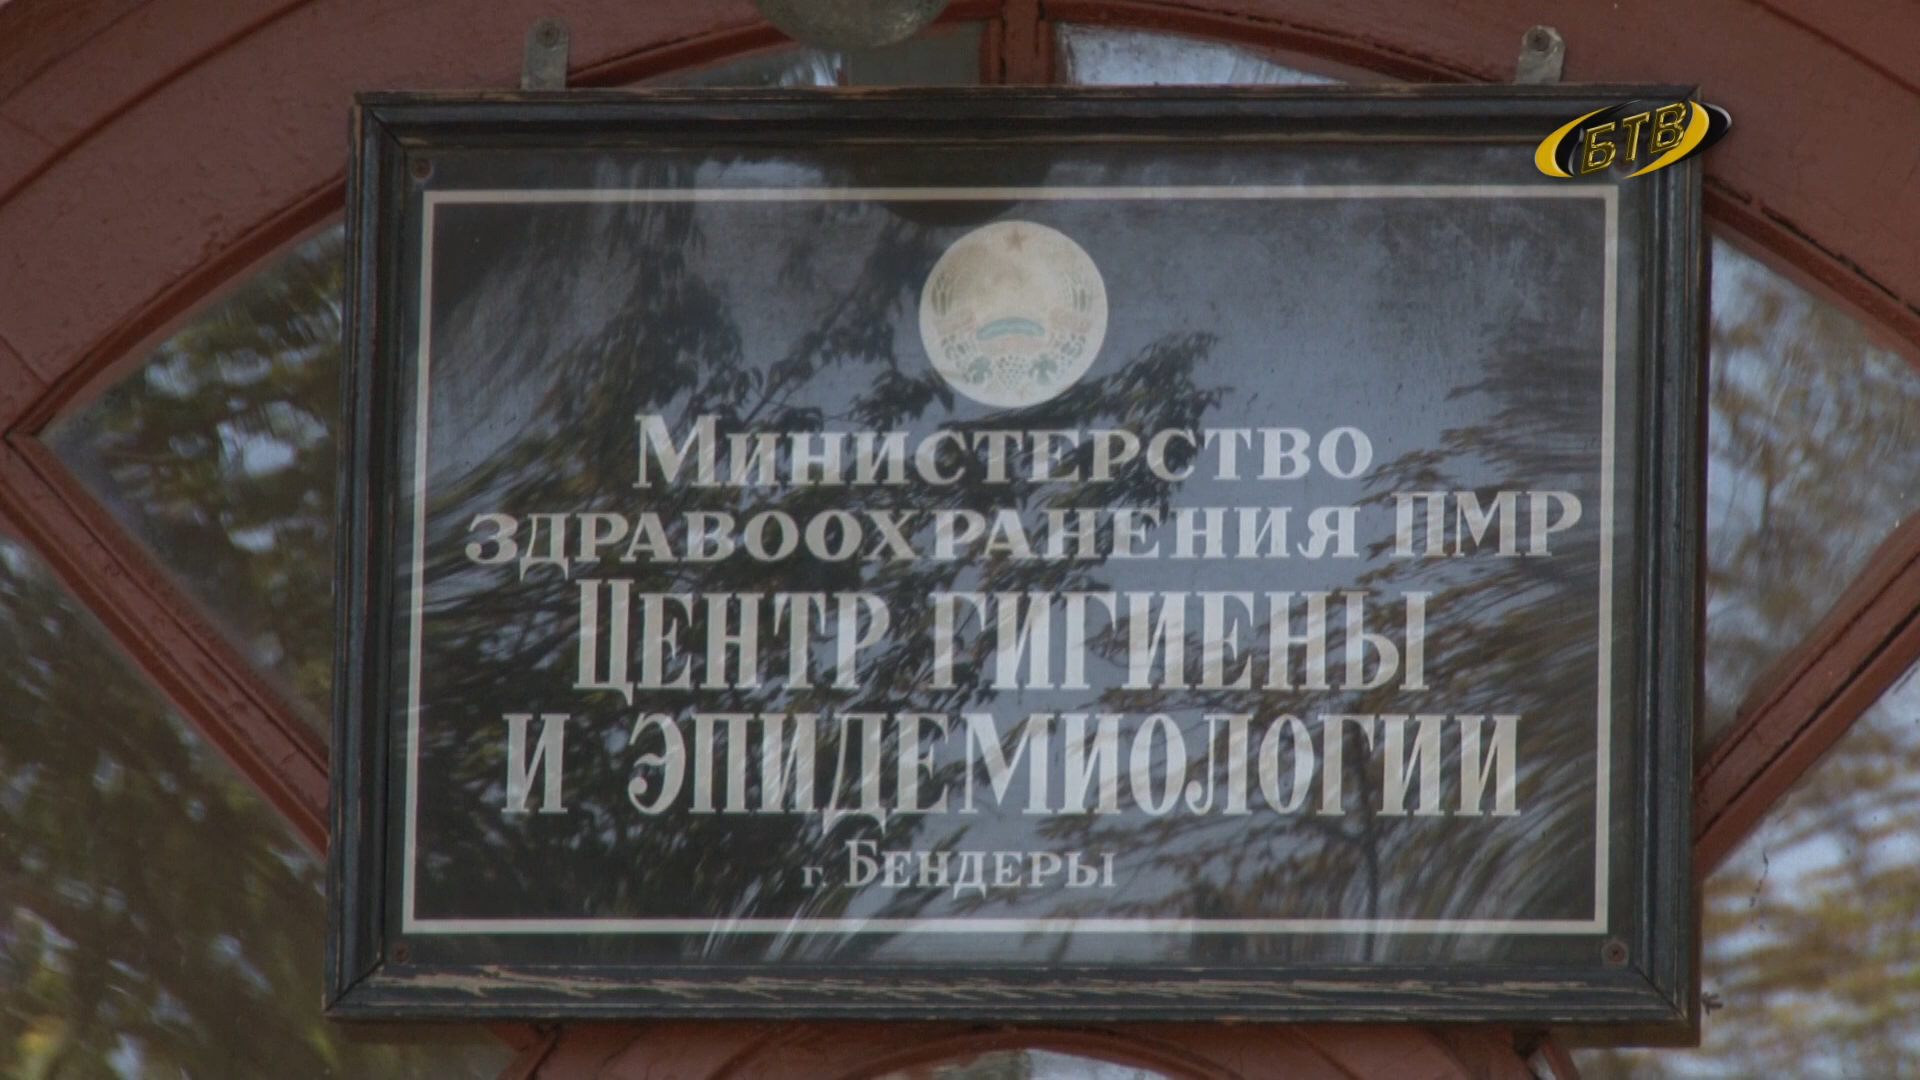 БТВ
Министерство
здравоохранения ПМР
Центр гигиены
и эпидемиологии
г. Бендеры